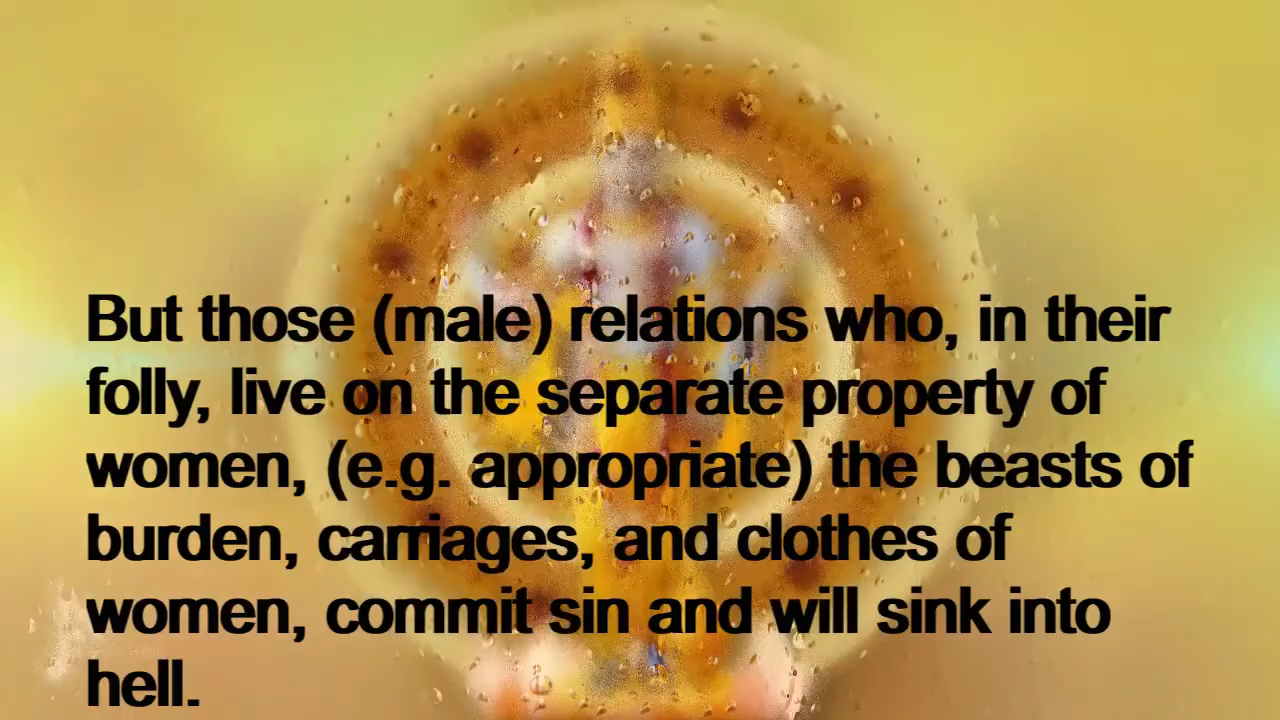 But those (male) relations who, in their
folly, live on the separate property of
women, (e.g. appropriate) the beasts of
burden, carriages, and clothes of
women, commit sin and will sink into
hell.